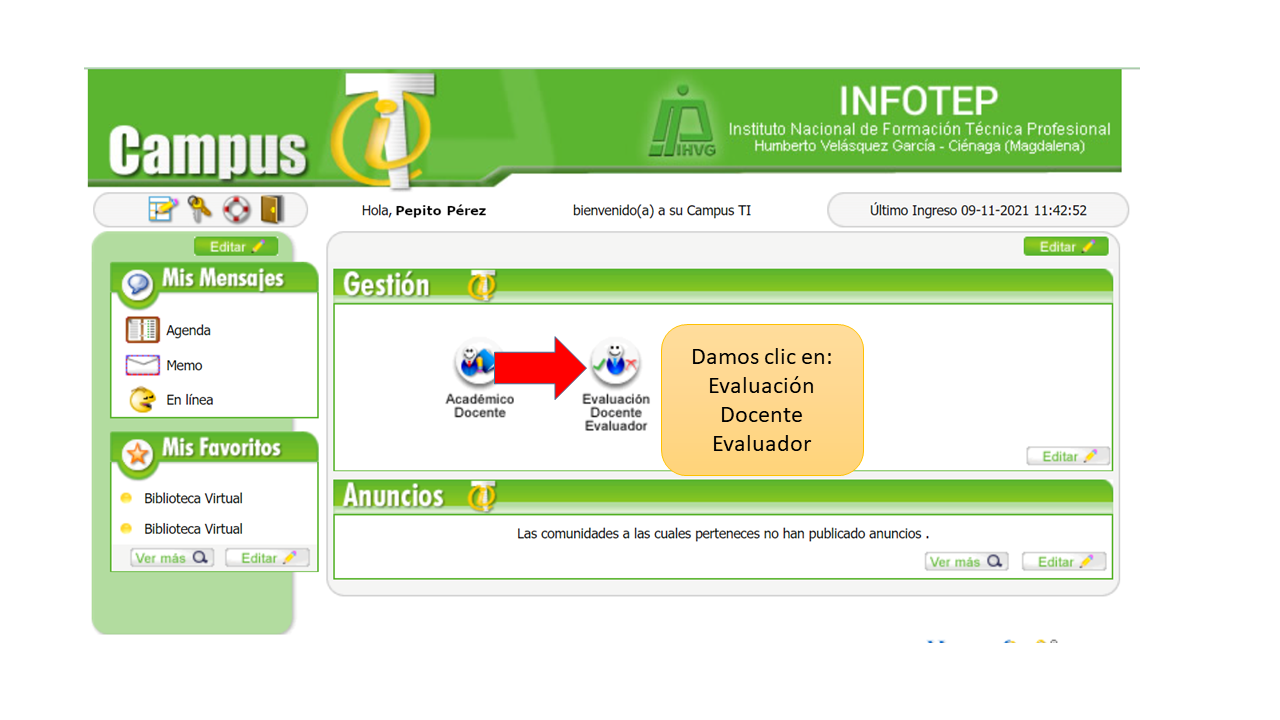 Campus TI
IHVG
INFOTEP
Instituto Nacional de Formación Técnica Profesional
Humberto Velásquez García - Ciénaga (Magdalena)
Hola, Pepito Pérez
bienvenido(a) a su Campus TI
Último Ingreso 09-11-2021 11:42:52
Editar
Mis Mensajes
Agenda
Memo
En línea
Mis Favoritos
Biblioteca Virtual
Biblioteca Virtual
Ver más
Editar
Editar
Gestión
Académico
Docente
Evaluación
Docente
Evaluador
Damos clic en:
Evaluación
Docente
Evaluador
Editar
Anuncios
Las comunidades a las cuales perteneces no han publicado anuncios .
Ver más
Editar